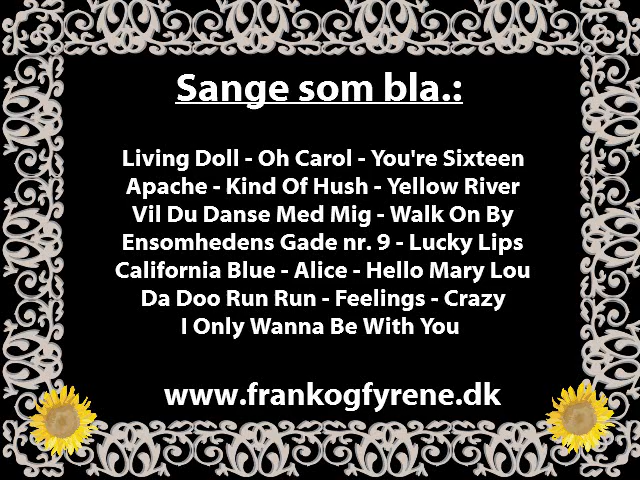 Sange som bla.:
Living Doll - Oh Carol - You're Sixteen
Apache - Kind Of Hush - Yellow River
Vil Du Danse Med Mig - Walk On By
Ensomhedens Gade nr. 9 - Lucky Lips
California Blue - Alice - Hello Mary Lou
Da Doo Run Run - Feelings - Crazy
I Only Wanna Be With You
www.frankogfyrene.dk